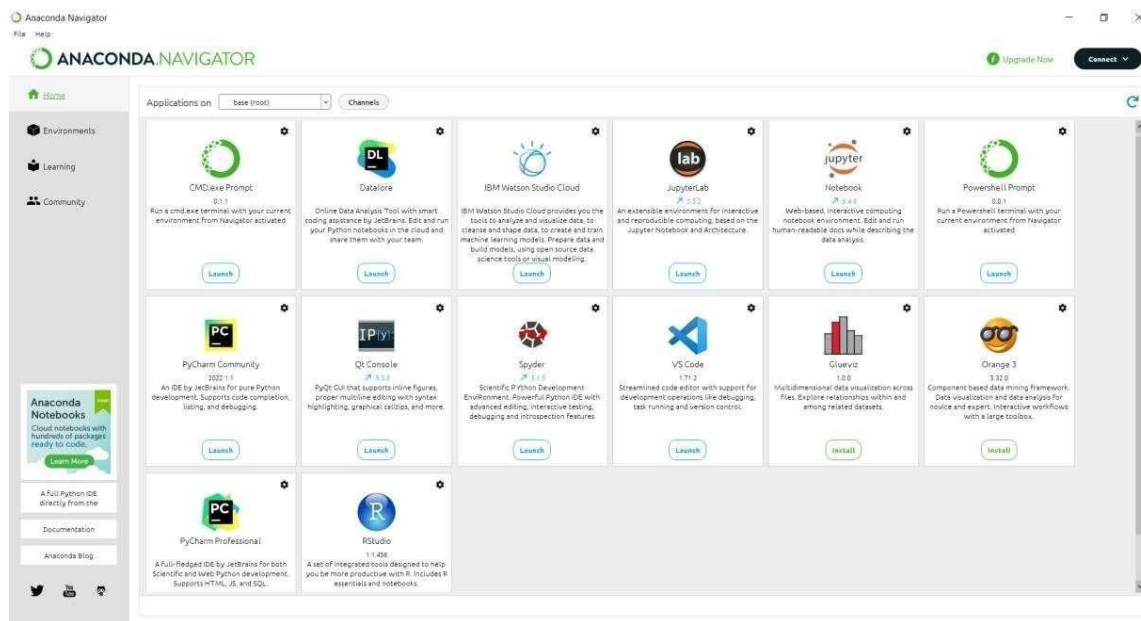 Anaconda Navigator
File Help
ANACONDA.NAVIGATOR
Upgrade Now
Connect
Home
Environments
Learning
Community
Applications on
base (root)
Channels
CMD.exe Prompt
0.1.1
Run a cmd.exe terminal with your current
environment from Navigator activated
Launch
DL
Datalore
Online Data Analysis Tool with smart
coding assistance by JetBrains. Edit and run
your Python notebooks in the cloud and
share them with your team.
Launch
IBM Watson Studio Cloud
IBM Watson Studio Cloud provides you the
tools to analyze and visualize data, to
cleanse and shape data, to create and train
machine learning models. Prepare data and
build models, using open source data
science tools or visual modeling.
Launch
lab
JupyterLab
An extensible environment for interactive
and reproducible computing, based on the
Jupyter Notebook and Architecture.
Launch
jupyter
Notebook
Web-based, interactive computing
notebook environment. Edit and run
human-readable docs while describing the
data analysis.
Launch
Powershell Prompt
0.0.1
Run a Powershell terminal with your
current environment from Navigator
activated
Launch
PC
PyCharm Community
2022.1.1
An IDE by JetBrains for pure Python
development. Supports code completion,
listing, and debugging.
Launch
IP[y]:
Qt Console
PyQt GUI that supports inline figures,
proper multiline editing with syntax
highlighting, graphical calltips, and more.
Launch
Spyder
Scientific PYthon Development
EnviRonment. Powerful Python IDE with
advanced editing, interactive testing,
debugging and introspection features
Launch
VS Code
1.71.2
Streamlined code editor with support for
development operations like debugging,
task running and version control.
Launch
Glueviz
1.0.0
Multidimensional data visualization across
files. Explore relationships within and
among related datasets.
Install
Orange 3
3.32.0
Component based data mining framework.
Data visualization and data analysis for
novice and expert. Interactive workflows
with a large toolbox.
Install
PC
PyCharm Professional
A full-fledged IDE by JetBrains for both
Scientific and Web Python development.
Supports HTML, JS, and SQL.
R
RStudio
1.1.456
A set of integrated tools designed to help
you be more productive with R. Includes R
essentials and notebooks.
Anaconda
Notebooks
Cloud notebooks with
hundreds of packages
ready to code.
Learn More
A full Python IDE
directly from the
Documentation
Anaconda Blog